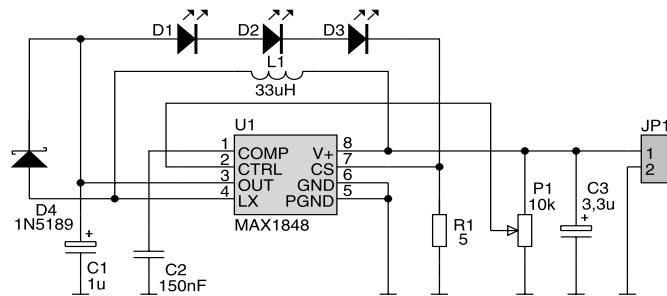 D1 D2 D3
L1
33uH
JP1
U1
1 COMP V+ 8
2 CTRL CS 7
3 OUT GND 6
4 LX PGND 5
MAX1848
1
2
D4
1N5189
P1
10k
C3
3,3u
+
R1
5
+
C1
1u
C2
150nF